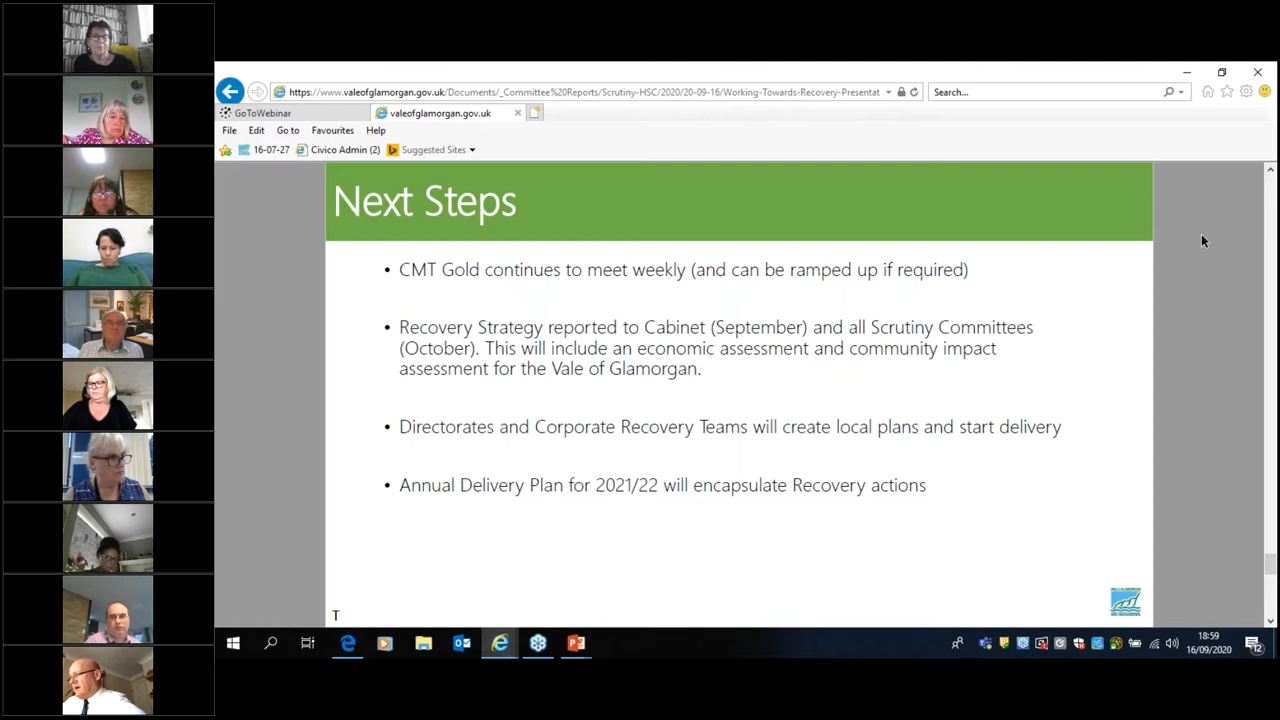 https://www.valeofglamorgan.gov.uk/Documents/_Committee%20Reports/Scrutiny-HSC/2020/20-09-16/Working-Towards-Recovery-Presentat
Search...
GoToWebinar
valeofglamorgan.gov.uk
File Edit Go to Favourites Help
16-07-27 Civico Admin (2) Suggested Sites
Next Steps
• CMT Gold continues to meet weekly (and can be ramped up if required)
• Recovery Strategy reported to Cabinet (September) and all Scrutiny Committees
(October). This will include an economic assessment and community impact
assessment for the Vale of Glamorgan.
• Directorates and Corporate Recovery Teams will create local plans and start delivery
• Annual Delivery Plan for 2021/22 will encapsulate Recovery actions
T
18:59
16/09/2020
12